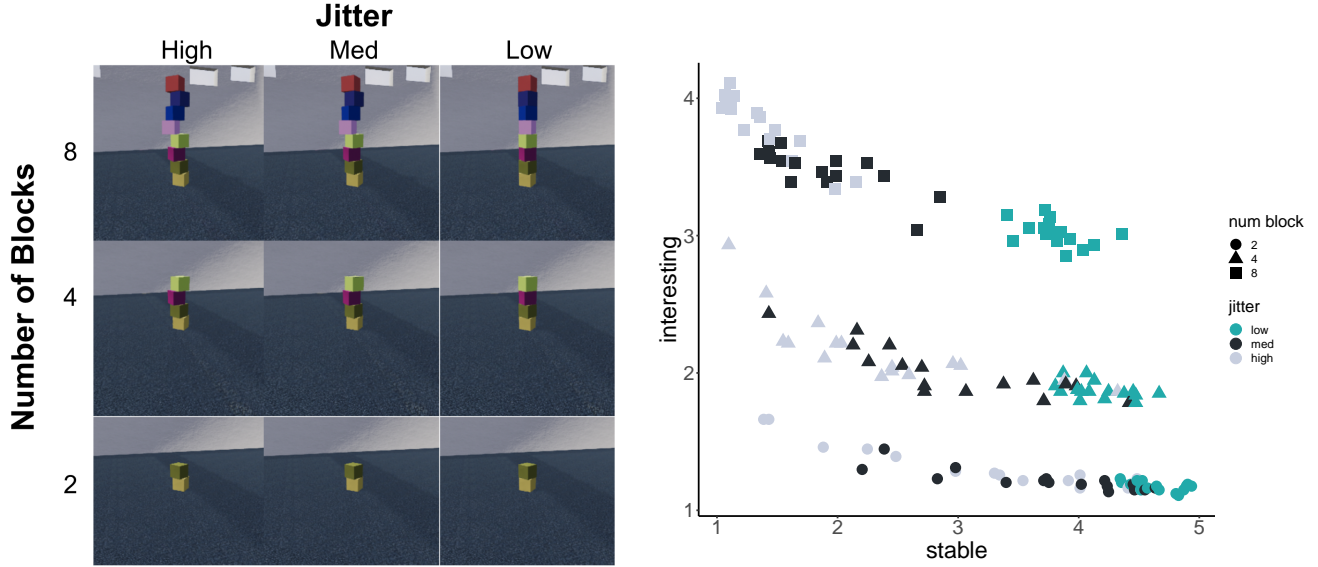 Jitter
High Med Low
Number of Blocks
8
4
2
4
3
2
1
interesting
1 2 3 4 5
stable
num block
2
4
8
jitter
low
med
high